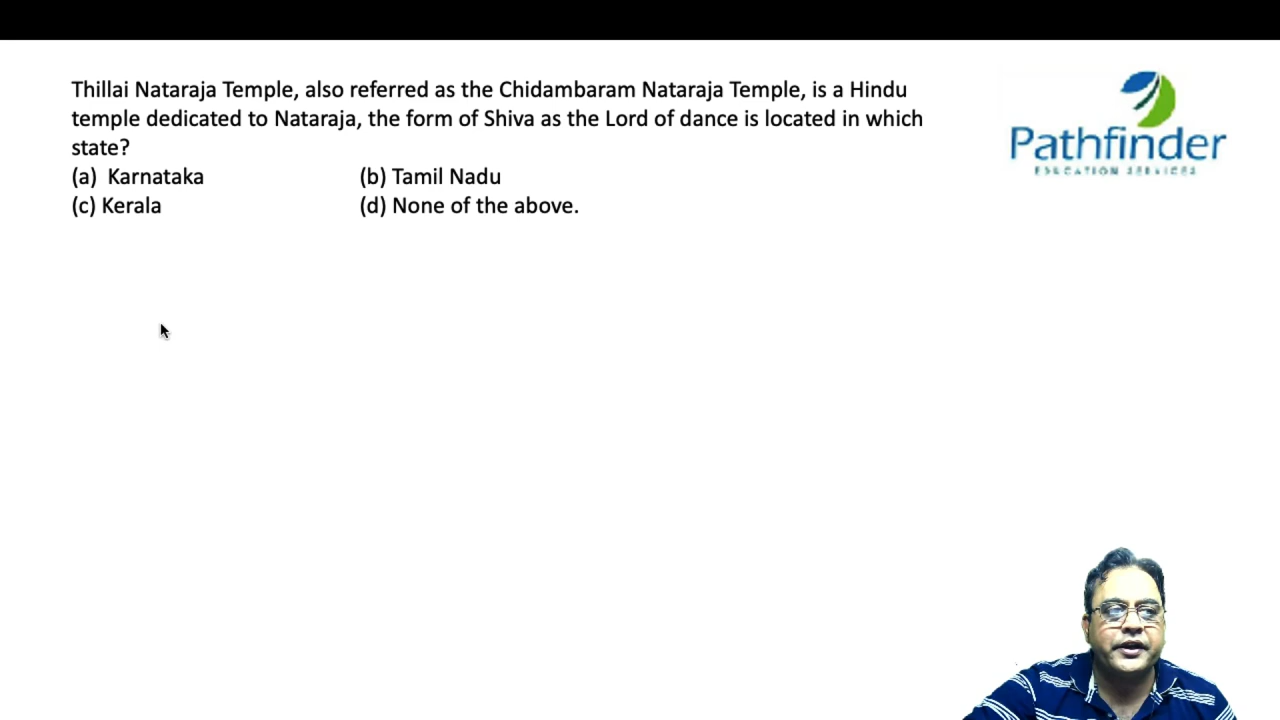 Thillai Nataraja Temple, also referred as the Chidambaram Nataraja Temple, is a Hindu
temple dedicated to Nataraja, the form of Shiva as the Lord of dance is located in which
state?
(a) Karnataka (b) Tamil Nadu
(c) Kerala (d) None of the above.
Pathfinder
EDUCATION SERVICES